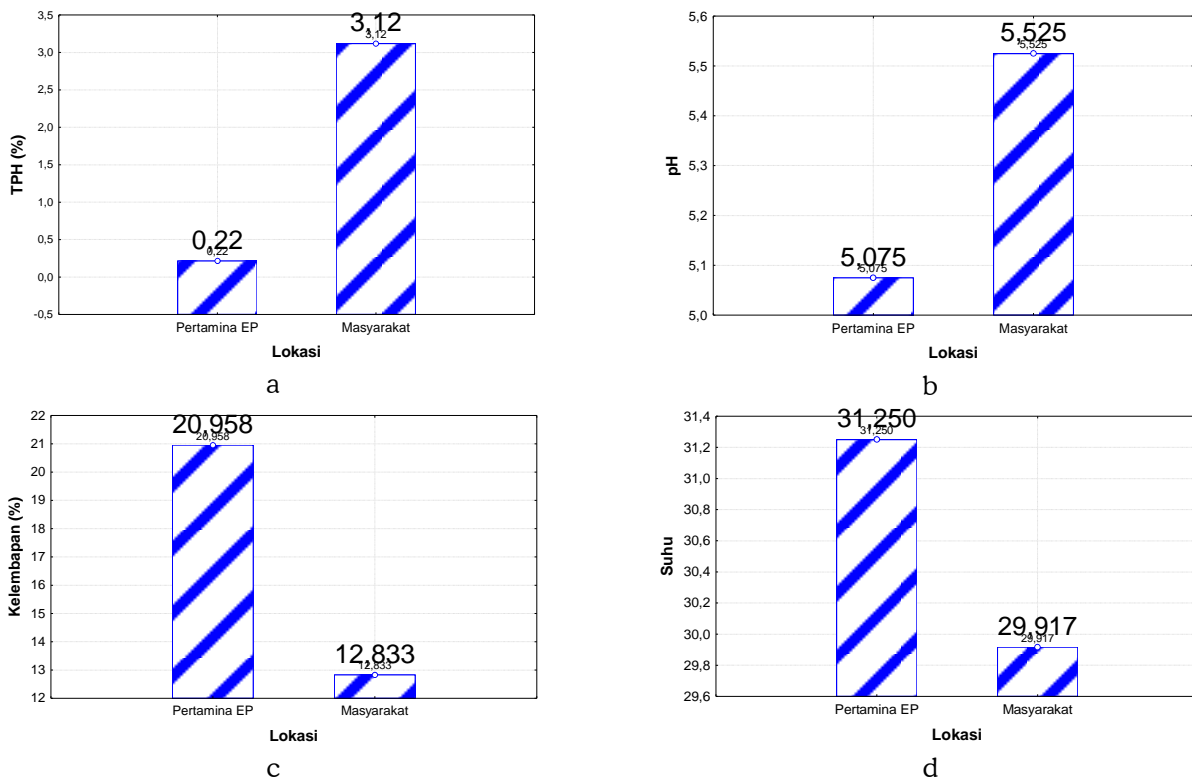 3,5
3,0
2,5
2,0
1,5
1,0
0,5
0,0
-0,5
TPH (%)
3,12
3,12
0,22
0,22
Pertamina EP
Masyarakat
Lokasi
a
5,6
5,5
5,4
5,3
5,2
5,1
5,0
pH
5,525
5,525
5,075
5,075
Pertamina EP
Masyarakat
Lokasi
b
22
21
20
19
18
17
16
15
14
13
12
Kelembapan (%)
20,958
20,958
12,833
12,833
Pertamina EP
Masyarakat
Lokasi
c
31,4
31,2
31,0
30,8
30,6
30,4
30,2
30,0
29,8
29,6
Suhu
31,250
31,250
29,917
29,917
Pertamina EP
Masyarakat
Lokasi
d